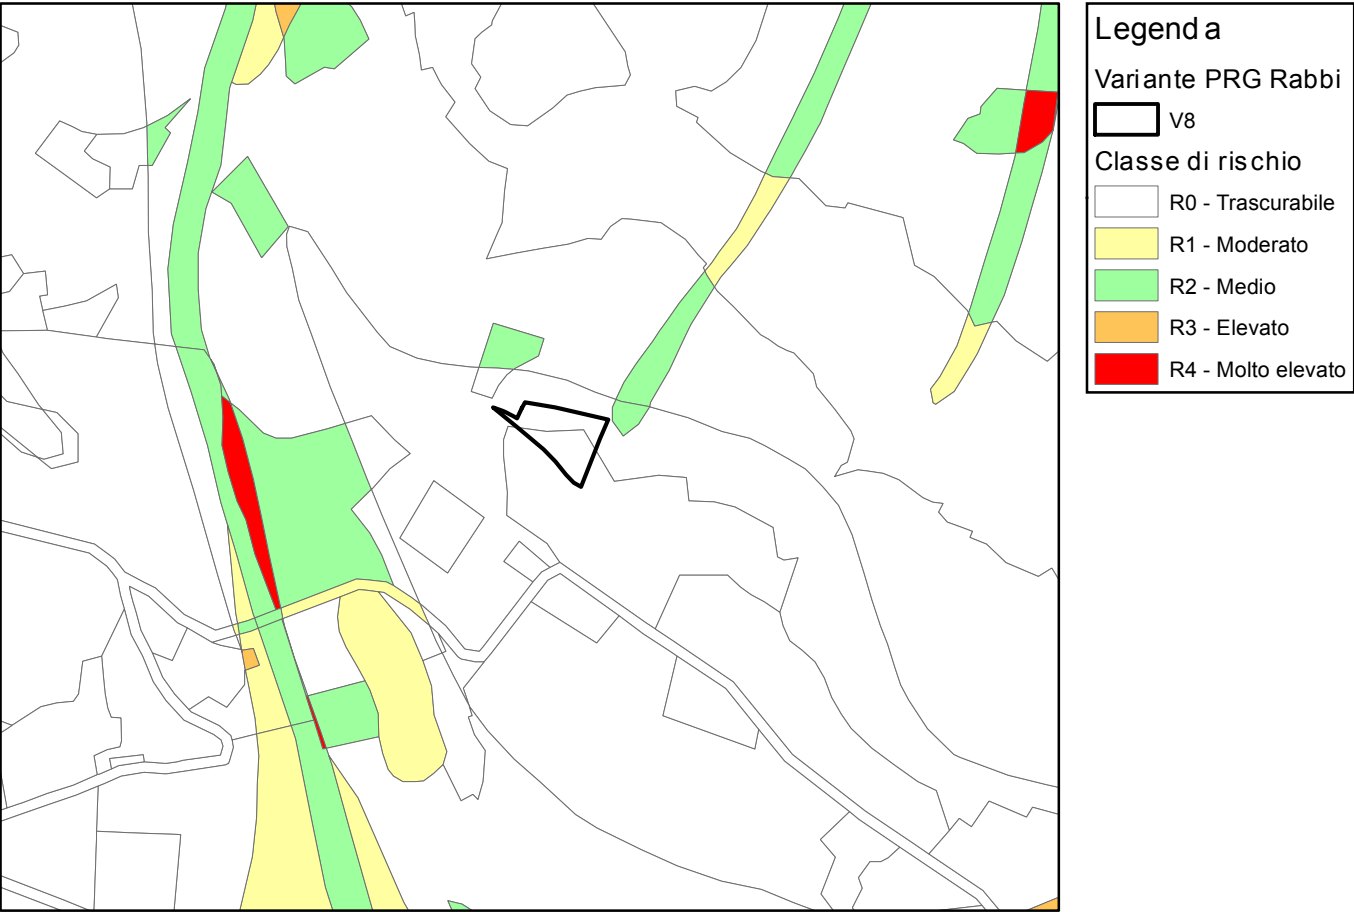 Legenda
Variante PRG Rabbi
V8
Classe di rischio
R0 - Trascurabile
R1 - Moderato
R2 - Medio
R3 - Elevato
R4 - Molto elevato